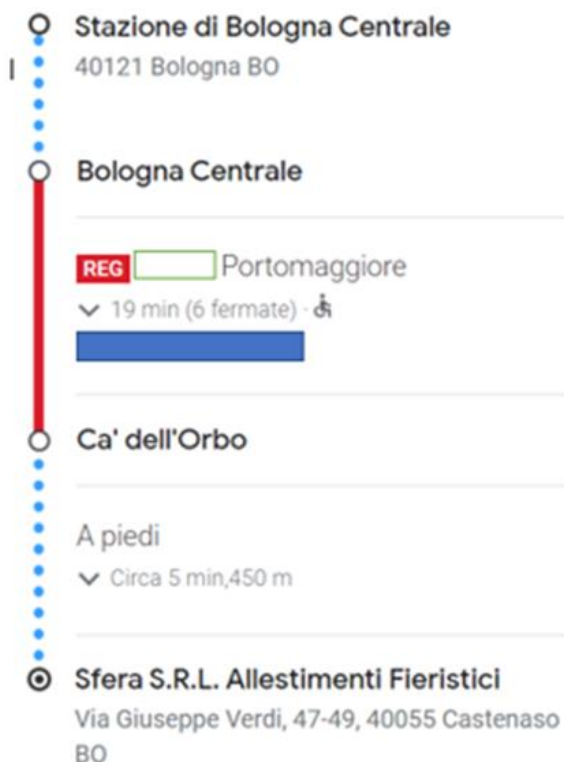 Stazione di Bologna Centrale
40121 Bologna BO
Bologna Centrale
REG Portomaggiore
19 min (6 fermate) ·
Ca' dell'Orbo
A piedi
Circa 5 min,450 m
Sfera S.R.L. Allestimenti Fieristici
Via Giuseppe Verdi, 47-49, 40055 Castenaso
BO